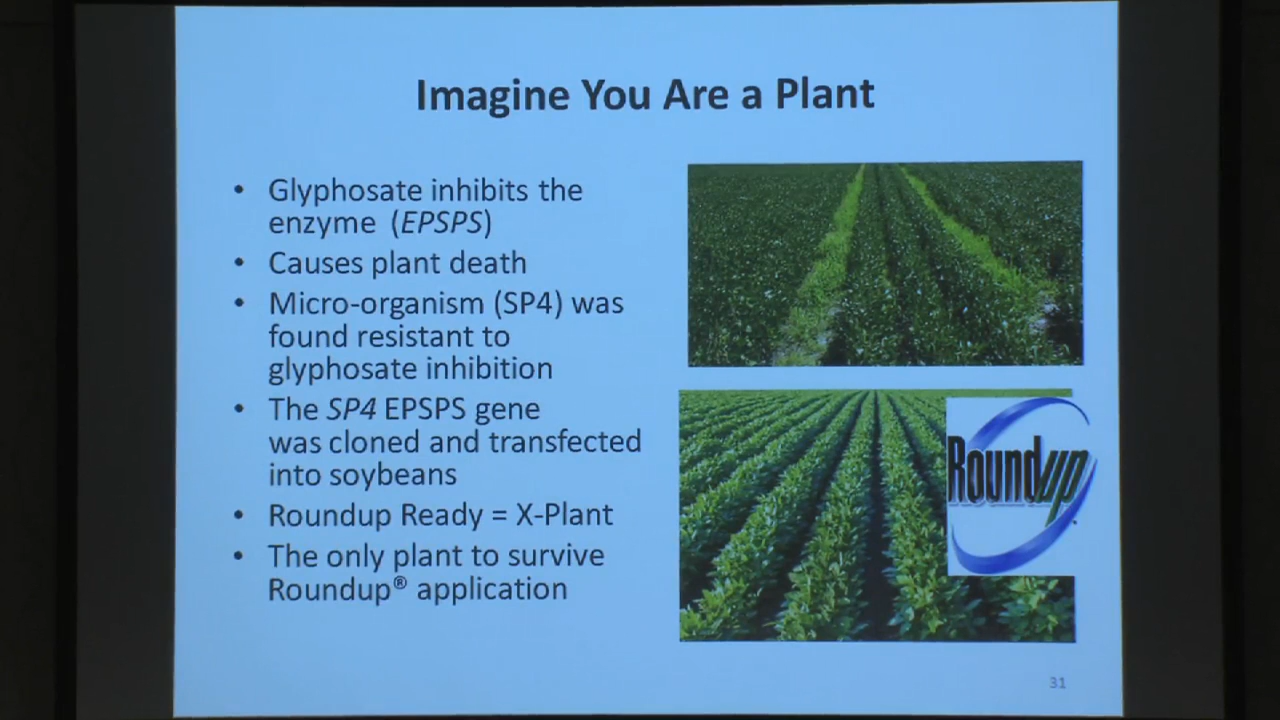 Imagine You Are a Plant
• Glyphosate inhibits the
enzyme (EPSPS)
• Causes plant death
• Micro-organism (SP4) was
found resistant to
glyphosate inhibition
• The SP4 EPSPS gene
was cloned and transfected
into soybeans
• Roundup Ready = X-Plant
• The only plant to survive
Roundup® application
Roundup
31